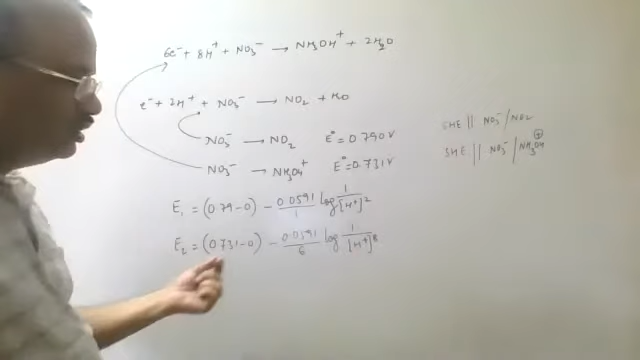 6e⁻ + 8H⁺ + NO₃⁻ → NH₃OH⁺ + 2H₂O
e⁻ + 2H⁺ + NO₃⁻ → NO₂ + H₂O
NO₃⁻ → NO₂ E° = 0.790V
NO₃⁻ → NH₃OH⁺ E° = 0.731V
SHE || NO₃⁻/NO₂
SHE || NO₃⁻/NH₃OH⊕
E₁ = (0.79-0) - 0.0591/1 log 1/[H⁺]²
E₂ = (0.731-0) - 0.0591/6 log 1/[H⁺]⁸